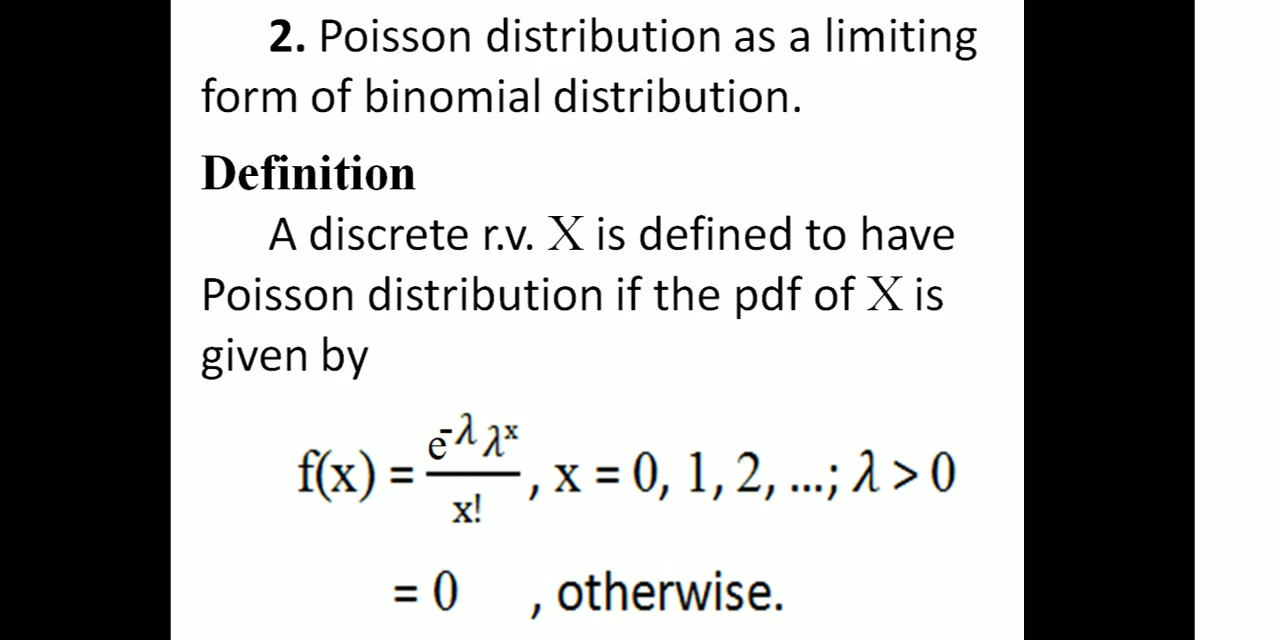 2. Poisson distribution as a limiting
form of binomial distribution.
Definition
A discrete r.v. X is defined to have
Poisson distribution if the pdf of X is
given by
f(x) = e^-λ λ^x / x! , x = 0, 1, 2, ...; λ > 0
= 0 , otherwise.